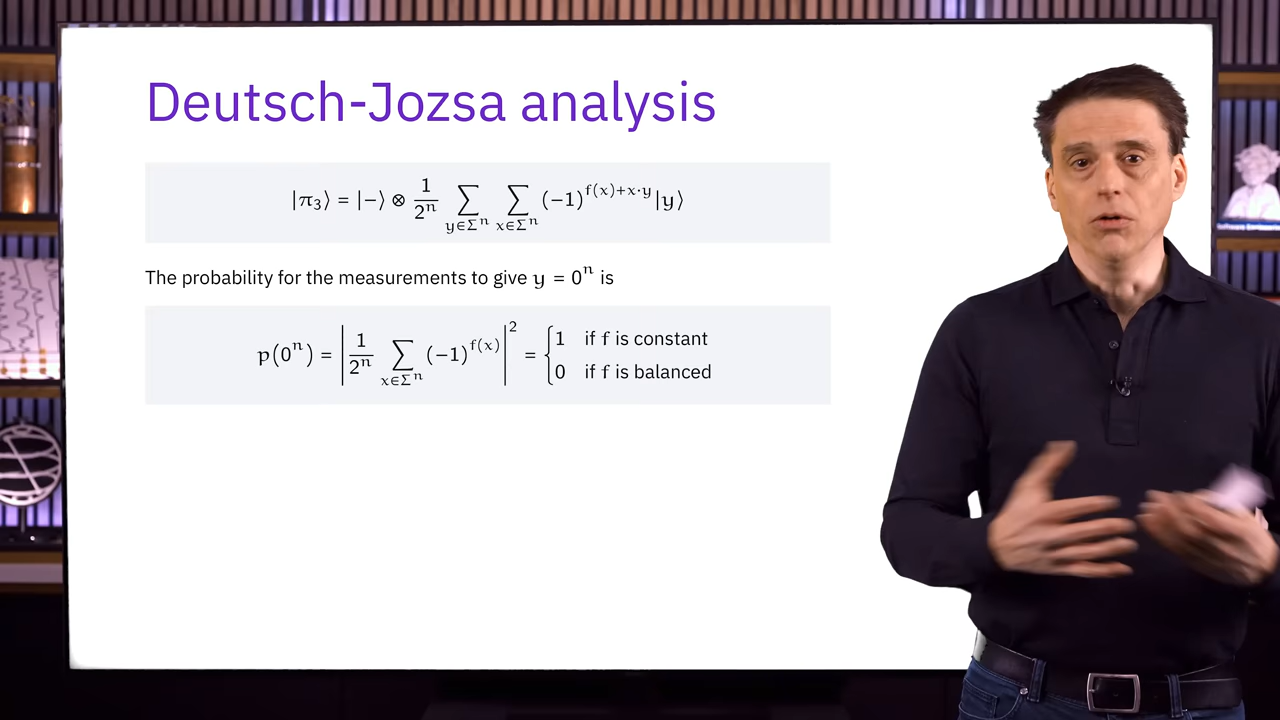 Deutsch-Jozsa analysis
|π₃⟩ = |−⟩ ⊗ 1/2ⁿ ∑_{y∈Σⁿ} ∑_{x∈Σⁿ} (−1)^{f(x)+x·y} |y⟩
The probability for the measurements to give y = 0ⁿ is
p(0ⁿ) = |1/2ⁿ ∑_{x∈Σⁿ} (−1)^{f(x)}|² = { 1 if f is constant
0 if f is balanced